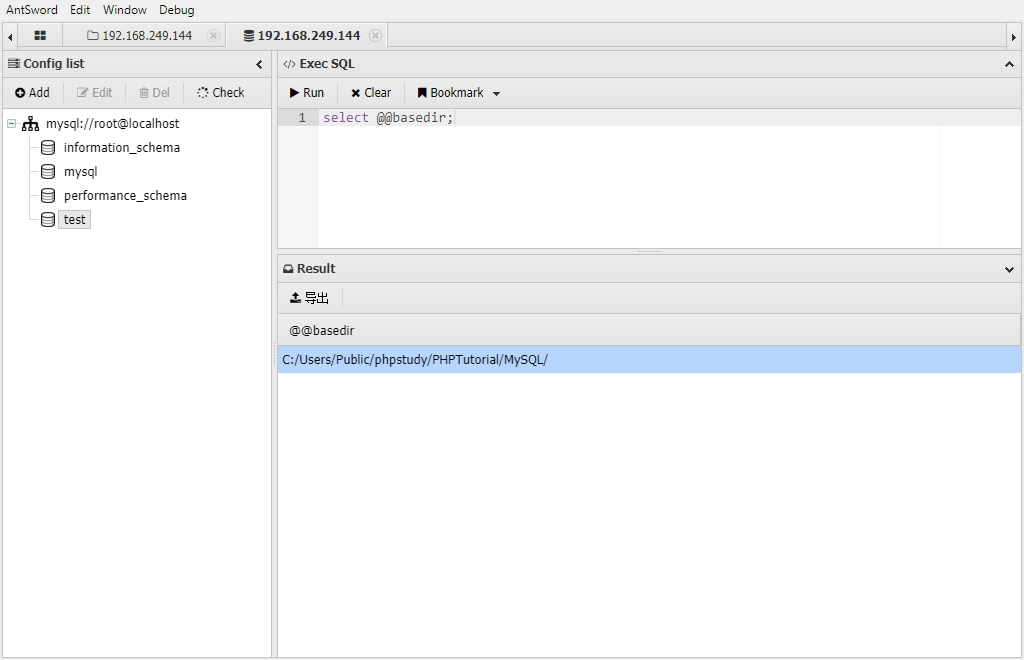 AntSword Edit Window Debug
192.168.249.144 192.168.249.144
Config list
Add Edit Del Check
mysql://root@localhost
information_schema
mysql
performance_schema
test
</> Exec SQL
Run Clear Bookmark
1 select @@basedir;
Result
导出
@@basedir
C:/Users/Public/phpstudy/PHPTutorial/MySQL/